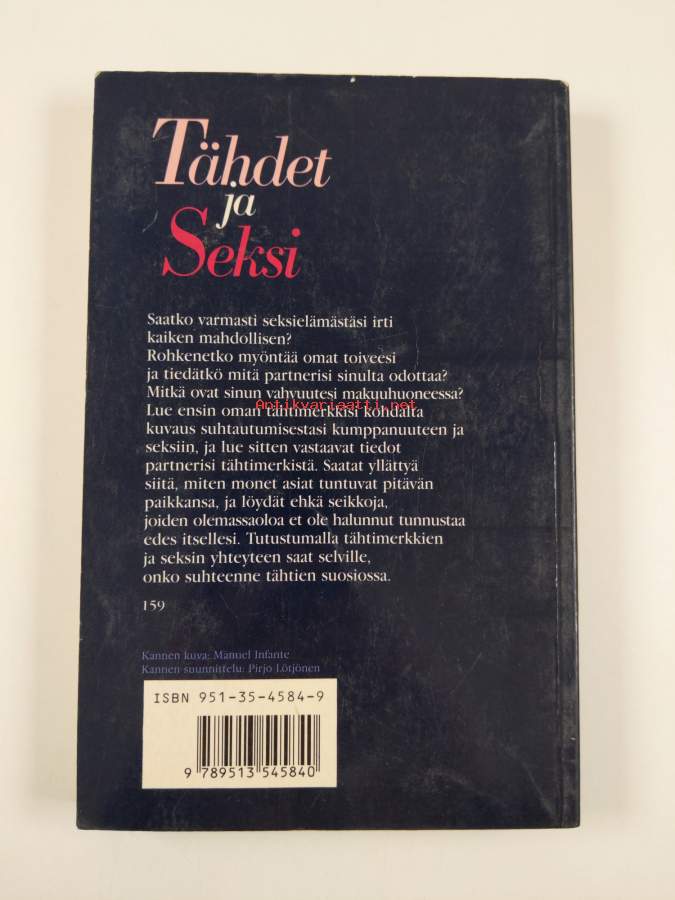 Tähdet
ja
Seksi
Saatko varmasti seksielämästäsi irti
kaiken mahdollisen?
Rohkenetko myöntää omat toiveesi
ja tiedätkö mitä partnerisi sinulta odottaa?
Mitkä ovat sinun vahvuutesi makuuhuoneessa?
Antikvariaatti.net
Lue ensin oman tähtimerkkisi kohdalta
kuvaus suhtautumisestasi kumppanuuteen ja
seksiin, ja lue sitten vastaavat tiedot
partnerisi tähtimerkistä. Saatat yllättyä
siitä, miten monet asiat tuntuvat pitävän
paikkansa, ja löydät ehkä seikkoja,
joiden olemassaoloa et ole halunnut tunnustaa
edes itsellesi. Tutustumalla tähtimerkkien
ja seksin yhteyteen saat selville,
onko suhteenne tähtien suosiossa.
159
Kannen kuva: Manuel Infante
Kannen suunnittelu: Pirjo Lötjönen
ISBN 951-35-4584-9
9 789513 545840